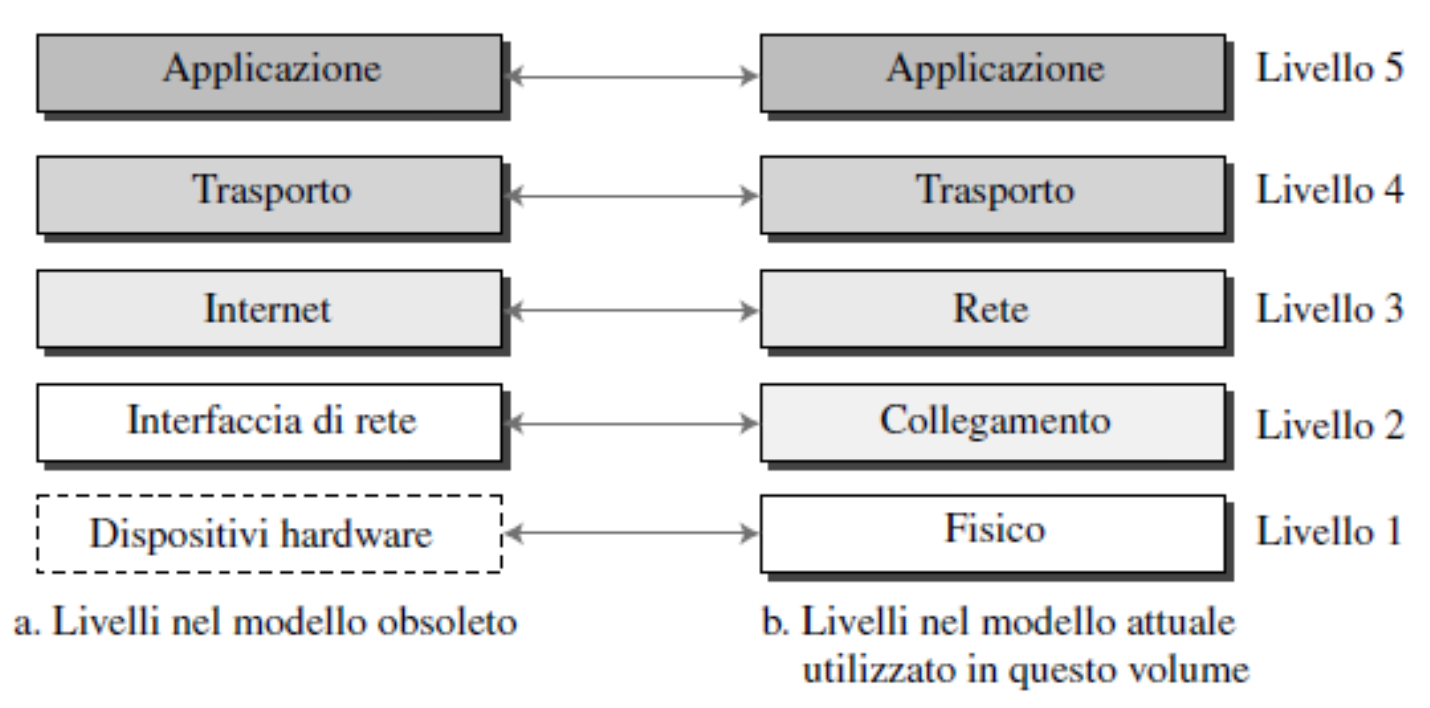 Applicazione
Applicazione
Livello 5
Trasporto
Trasporto
Livello 4
Internet
Rete
Livello 3
Interfaccia di rete
Collegamento
Livello 2
Dispositivi hardware
Fisico
Livello 1
a. Livelli nel modello obsoleto
b. Livelli nel modello attuale
utilizzato in questo volume